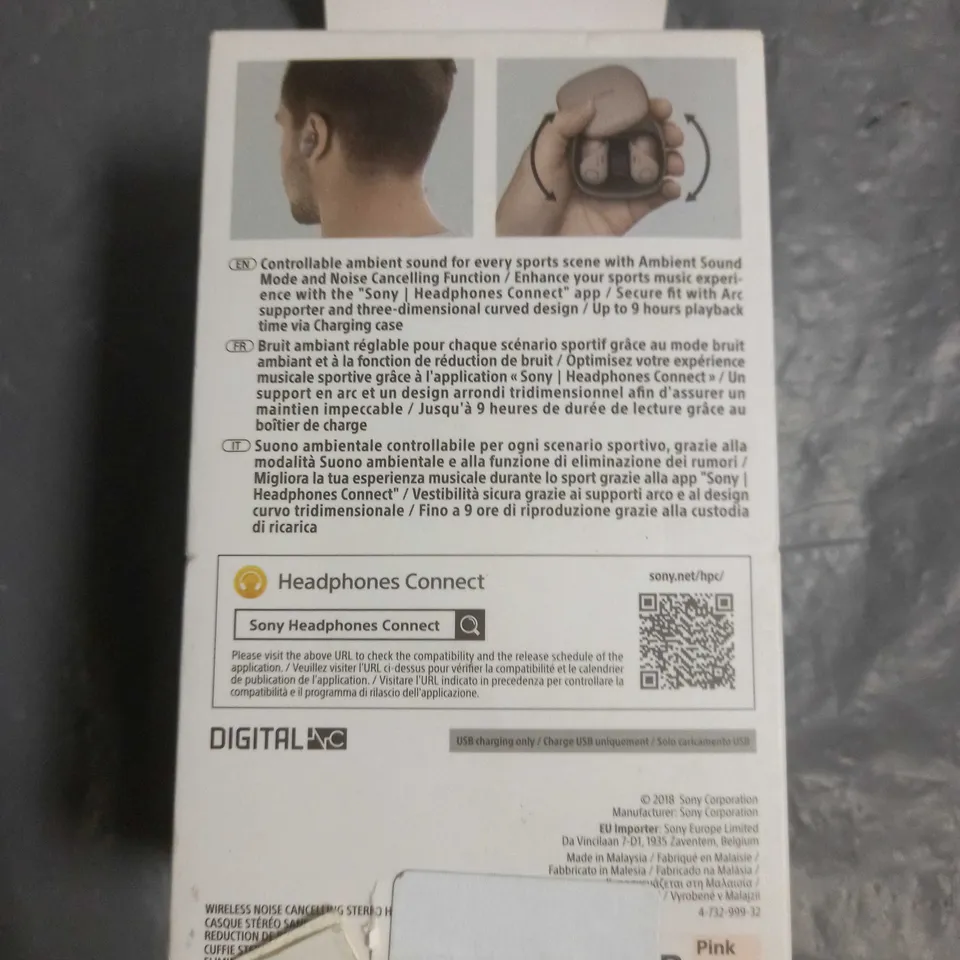 EN Controllable ambient sound for every sports scene with Ambient Sound
Mode and Noise Cancelling Function / Enhance your sports music experi-
ence with the "Sony | Headphones Connect" app / Secure fit with Arc
supporter and three-dimensional curved design / Up to 9 hours playback
time via Charging case
FR Bruit ambiant réglable pour chaque scénario sportif grâce au mode bruit
ambiant et à la fonction de réduction de bruit / Optimisez votre expérience
musicale sportive grâce à l'application « Sony | Headphones Connect » / Un
support en arc et un design arrondi tridimensionnel afin d'assurer un
maintien impeccable / Jusqu'à 9 heures de durée de lecture grâce au
boîtier de charge
IT Suono ambientale controllabile per ogni scenario sportivo, grazie alla
modalità Suono ambientale e alla funzione di eliminazione dei rumori /
Migliora la tua esperienza musicale durante lo sport grazie alla app "Sony |
Headphones Connect" / Vestibilità sicura grazie ai supporti arco e al design
curvo tridimensionale / Fino a 9 ore di riproduzione grazie alla custodia
di ricarica
Headphones Connect
sony.net/hpc/
Sony Headphones Connect
Please visit the above URL to check the compatibility and the release schedule of the
application. / Veuillez visiter l'URL ci-dessus pour vérifier la compatibilité et le calendrier
de publication de l'application. / Visitare l'URL indicato in precedenza per controllare la
compatibilità e il programma di rilascio dell'applicazione.
DIGITAL NC
USB charging only / Charge USB uniquement / Solo caricamento USB
© 2018 Sony Corporation
Manufacturer: Sony Corporation
EU Importer: Sony Europe Limited
Da Vincilaan 7-D1, 1935 Zaventem, Belgium
Made in Malaysia / Fabriqué en Malaisie /
Fabbricato in Malesia / Fabricado na Malásia /
στη Μαλαισία /
/ Vyrobené v Malajzii
4-732-999-32
WIRELESS NOISE CANCELLING STEREO H
CASQUE STÉRÉO SAN
REDUCTION DE
CUFFIE STE
Pink